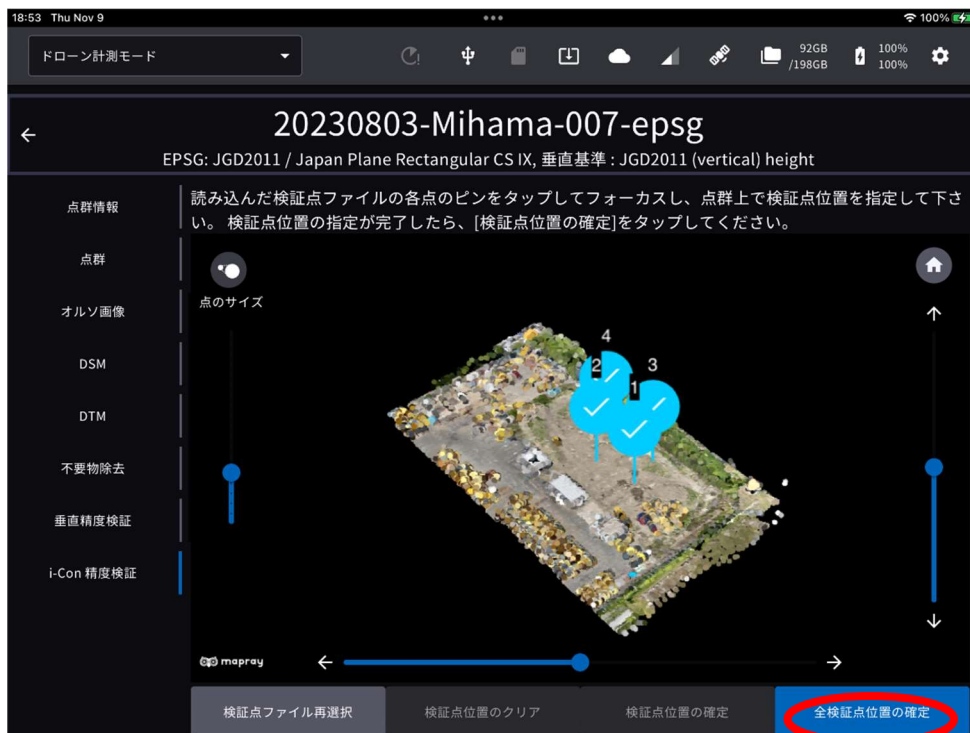 18:53 Thu Nov 9
100%
ドローン計測モード
92GB
/198GB
100%
100%
20230803-Mihama-007-epsg
EPSG: JGD2011 / Japan Plane Rectangular CS IX, 垂直基準 : JGD2011 (vertical) height
点群情報
点群
オルソ画像
DSM
DTM
不要物除去
垂直精度検証
i-Con 精度検証
読み込んだ検証点ファイルの各点のピンをタップしてフォーカスし、点群上で検証点位置を指定して下さ
い。 検証点位置の指定が完了したら、[検証点位置の確定]をタップしてください。
点のサイズ
4
2
3
1
mapray
検証点ファイル再選択
検証点位置のクリア
検証点位置の確定
全検証点位置の確定